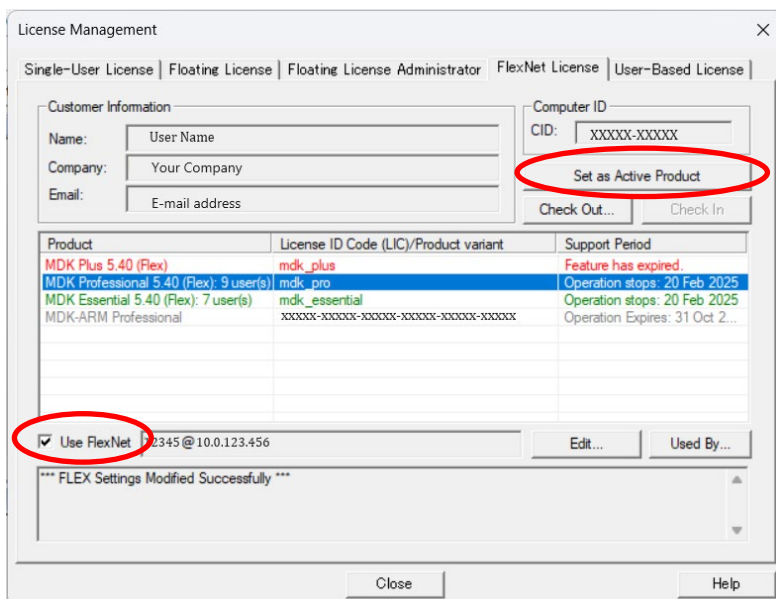 License Management
Single-User License | Floating License | Floating License Administrator | FlexNet License | User-Based License
Customer Information
Name: User Name
Company: Your Company
Email: E-mail address
Computer ID
CID: XXXXX-XXXXX
Set as Active Product
Check Out... Check In
Product License ID Code (LIC)/Product variant Support Period
MDK Plus 5.40 (Flex) mdk_plus Feature has expired.
MDK Professional 5.40 (Flex): 9 user(s) mdk_pro Operation stops: 20 Feb 2025
MDK Essential 5.40 (Flex): 7 user(s) mdk_essential Operation stops: 20 Feb 2025
MDK-ARM Professional XXXXX-XXXXX-XXXXX-XXXXX-XXXXX-XXXXX Operation Expires: 31 Oct 2...
Use FlexNet 12345@10.0.123.456 Edit... Used By...
*** FLEX Settings Modified Successfully ***
Close Help